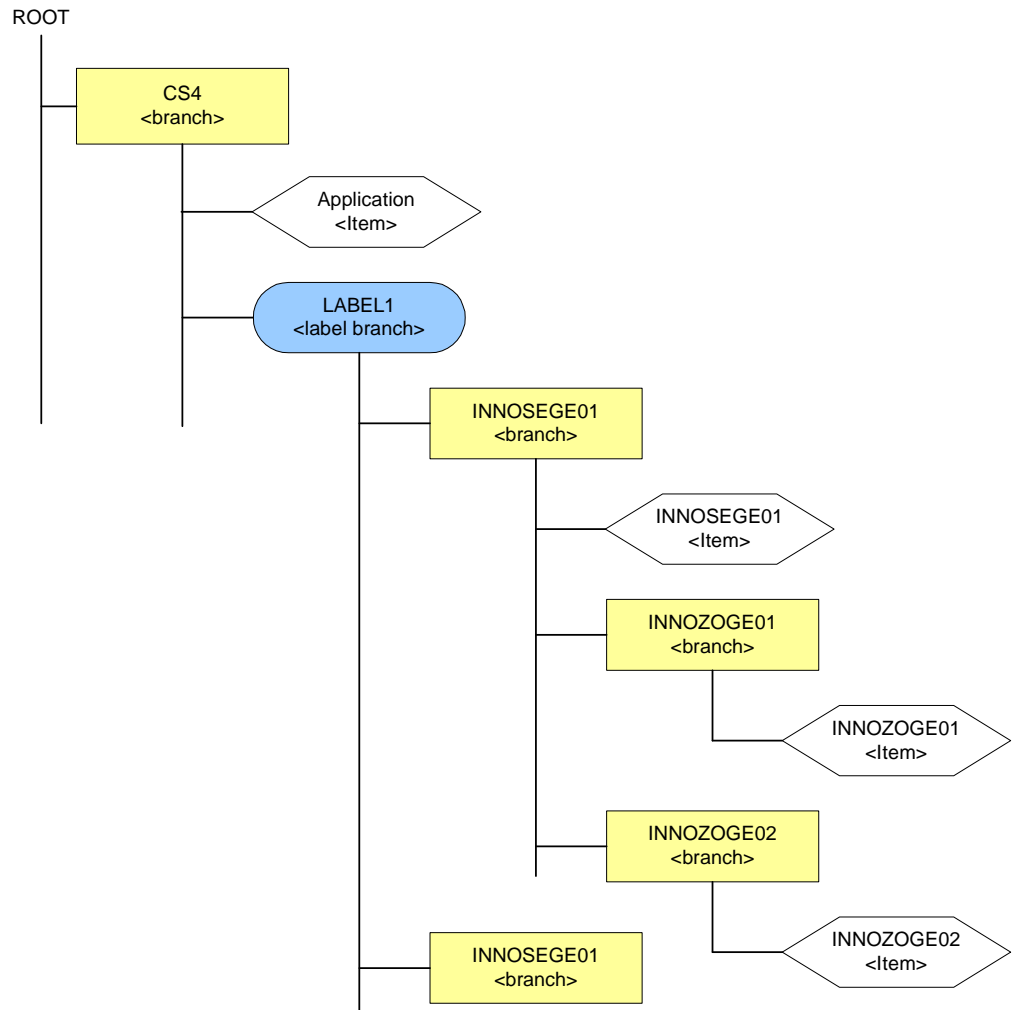 ROOT
CS4
<branch>
Application
<Item>
LABEL1
<label branch>
INNOSEGE01
<branch>
INNOSEGE01
<Item>
INNOZOGE01
<branch>
INNOZOGE01
<Item>
INNOZOGE02
<branch>
INNOZOGE02
<Item>
INNOSEGE01
<branch>